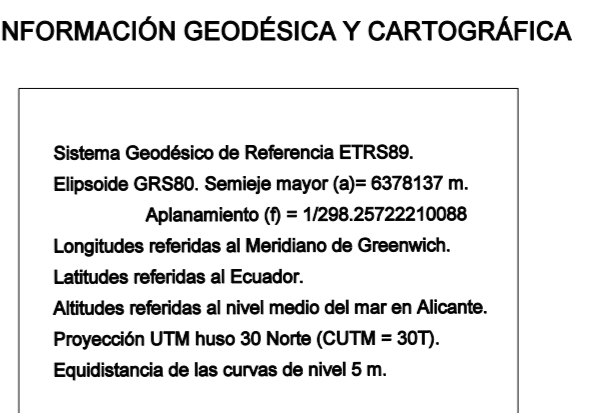 NFORMACIÓN GEODÉSICA Y CARTOGRÁFICA
Sistema Geodésico de Referencia ETRS89.
Elipsoide GRS80. Semieje mayor (a)= 6378137 m.
Aplanamiento (f) = 1/298.25722210088
Longitudes referidas al Meridiano de Greenwich.
Latitudes referidas al Ecuador.
Altitudes referidas al nivel medio del mar en Alicante.
Proyección UTM huso 30 Norte (CUTM = 30T).
Equidistancia de las curvas de nivel 5 m.